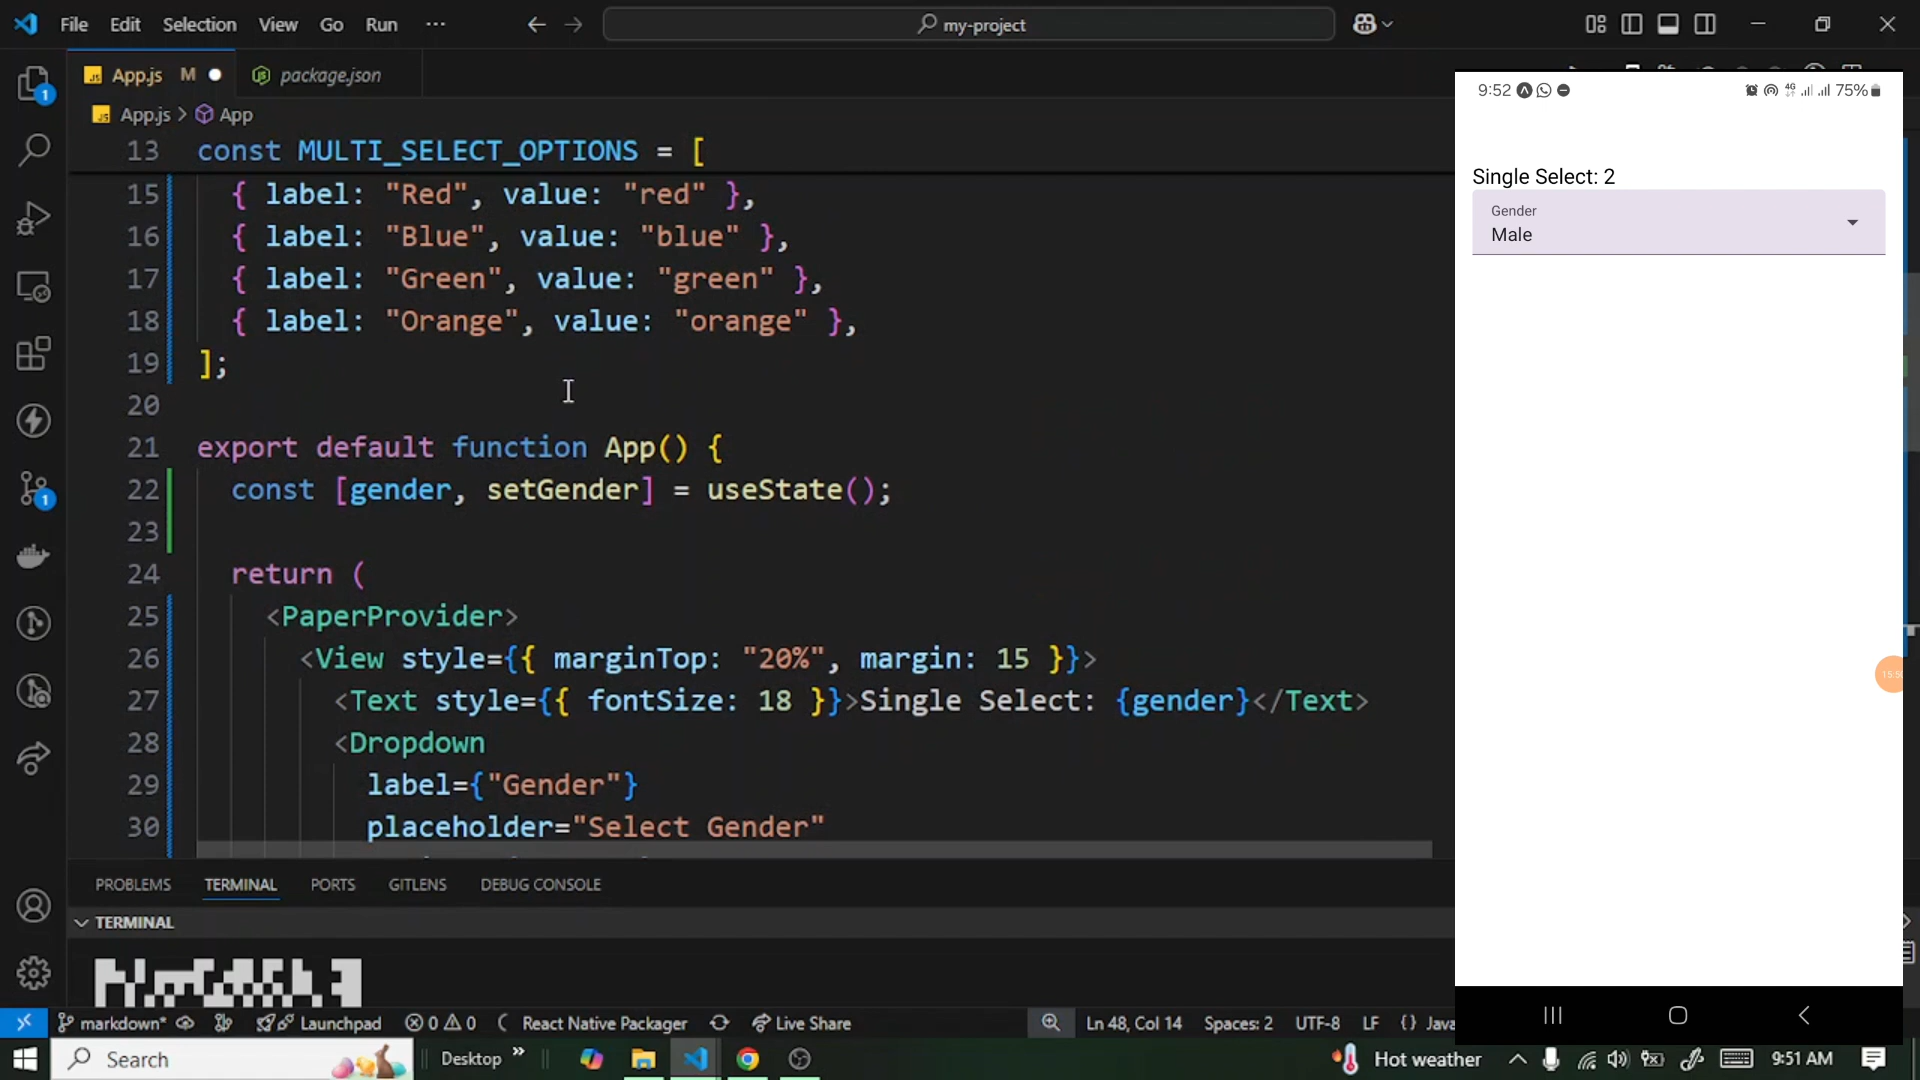 File Edit Selection View Go Run ··· my-project
App.js M package.json
App.js > App
13 const MULTI_SELECT_OPTIONS = [
15 { label: "Red", value: "red" },
16 { label: "Blue", value: "blue" },
17 { label: "Green", value: "green" },
18 { label: "Orange", value: "orange" },
19 ];
20
21 export default function App() {
22 const [gender, setGender] = useState();
23
24 return (
25 <PaperProvider>
26 <View style={{ marginTop: "20%", margin: 15 }}>
27 <Text style={{ fontSize: 18 }}>Single Select: {gender}</Text>
28 <Dropdown
29 label={"Gender"}
30 placeholder="Select Gender"
PROBLEMS TERMINAL PORTS GITLENS DEBUG CONSOLE
TERMINAL
markdown* Launchpad 0 0 React Native Packager Live Share Ln 48, Col 14 Spaces: 2 UTF-8 LF {} Java
Search Desktop Hot weather 9:51 AM
9:52 4G 75%
Single Select: 2
Gender
Male
1
1